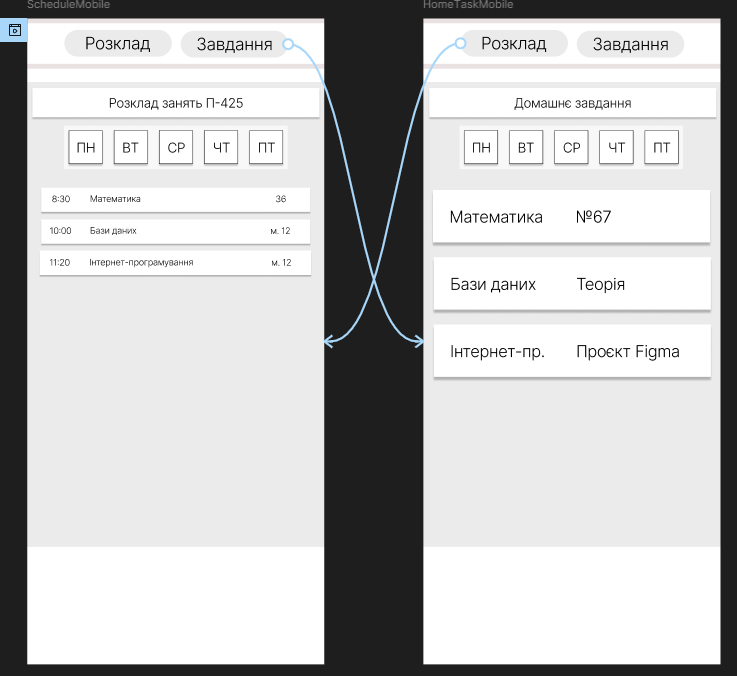 ScheduleMobile
Розклад Завдання
Розклад занять П-425
ПН ВТ СР ЧТ ПТ
8:30 Математика 36
10:00 Бази даних м. 12
11:20 Інтернет-програмування м. 12
HomeTaskMobile
Розклад Завдання
Домашнє завдання
ПН ВТ СР ЧТ ПТ
Математика №67
Бази даних Теорія
Інтернет-пр. Проєкт Figma